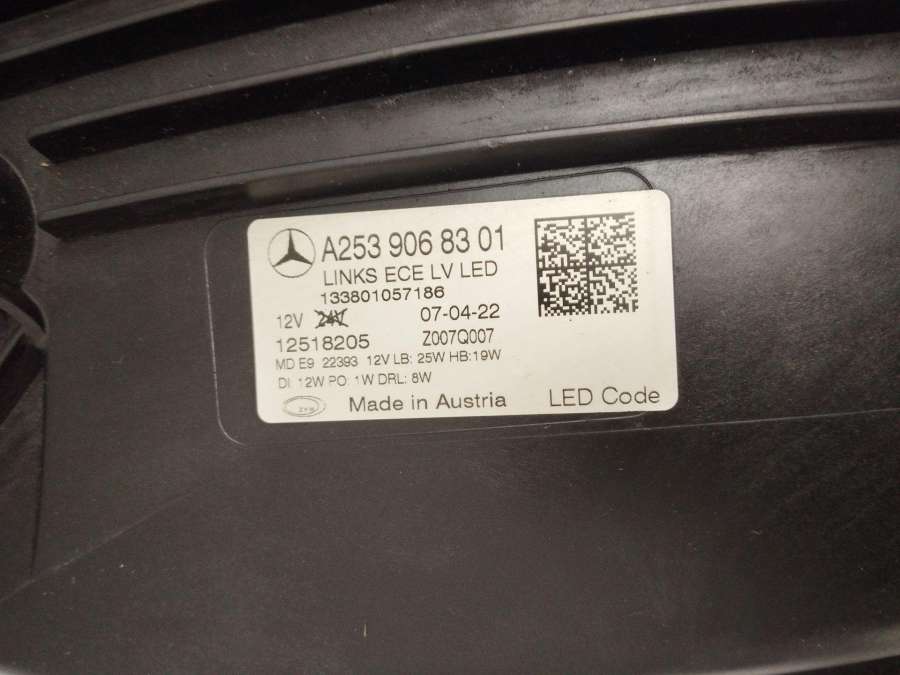 A253 906 83 01
LINKS ECE LV LED
133801057186
12V 24V 07-04-22
12518205 Z007Q007
MD E9 22393 12V LB: 25W HB:19W
DI: 12W PO: 1W DRL: 8W
Made in Austria LED Code